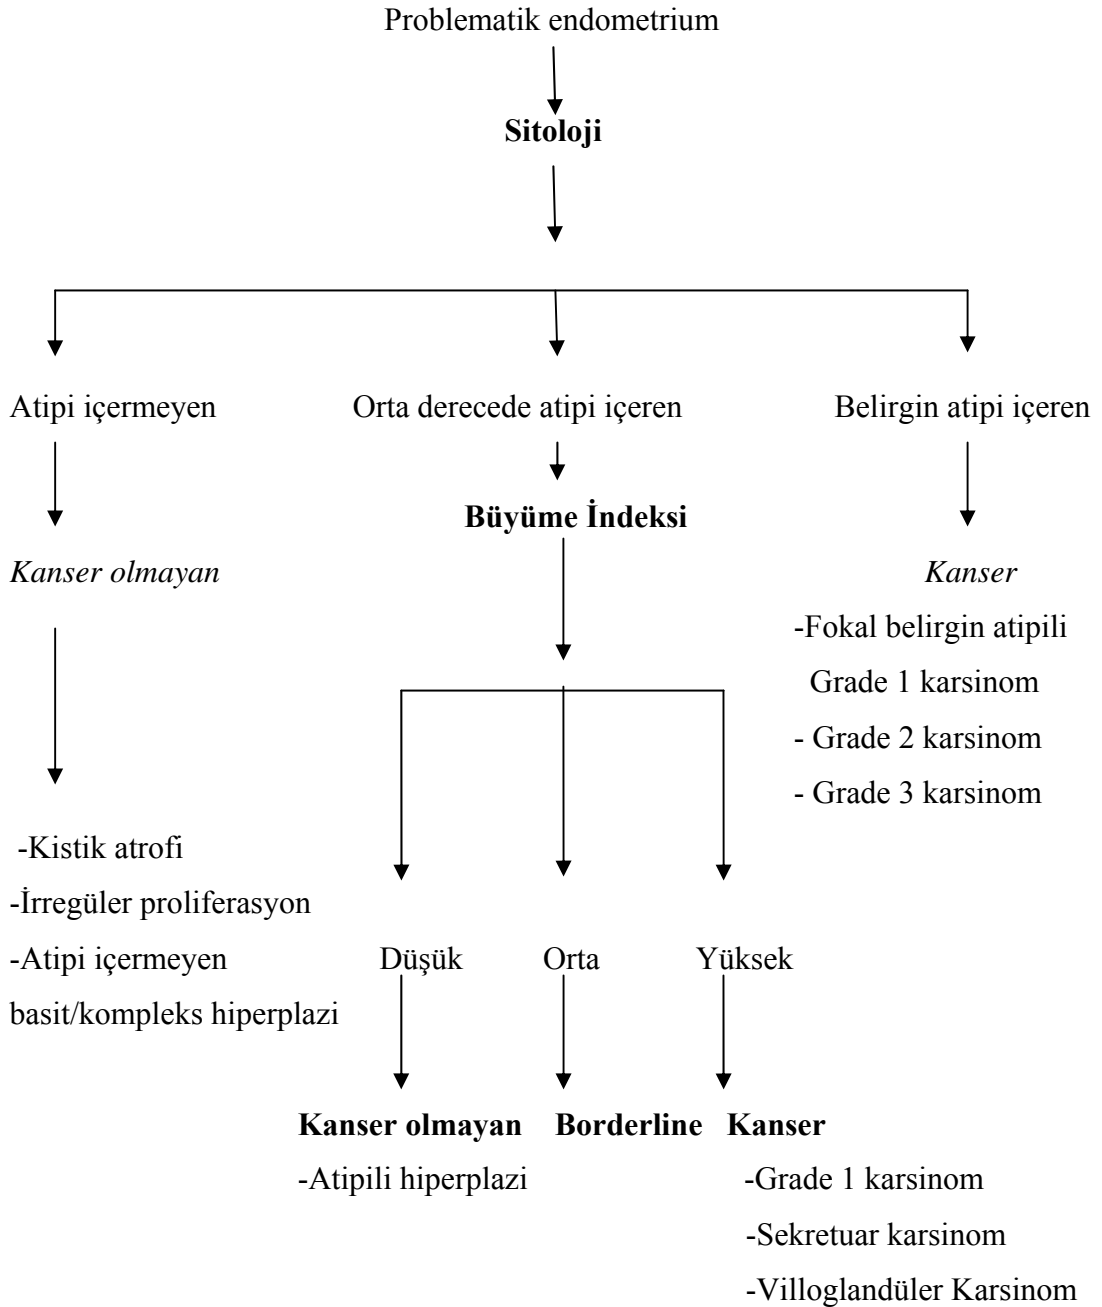 Problematik endometrium
Sitoloji
Atipi içermeyen
Orta derecede atipi içeren
Belirgin atipi içeren
Büyüme İndeksi
Kanser olmayan
Kanser
-Fokal belirgin atipili
Grade 1 karsinom
- Grade 2 karsinom
- Grade 3 karsinom
-Kistik atrofi
-İrregüler proliferasyon
-Atipi içermeyen
basit/kompleks hiperplazi
Düşük
Orta
Yüksek
Kanser olmayan
Borderline
Kanser
-Atipili hiperplazi
-Grade 1 karsinom
-Sekretuar karsinom
-Villoglandüler Karsinom